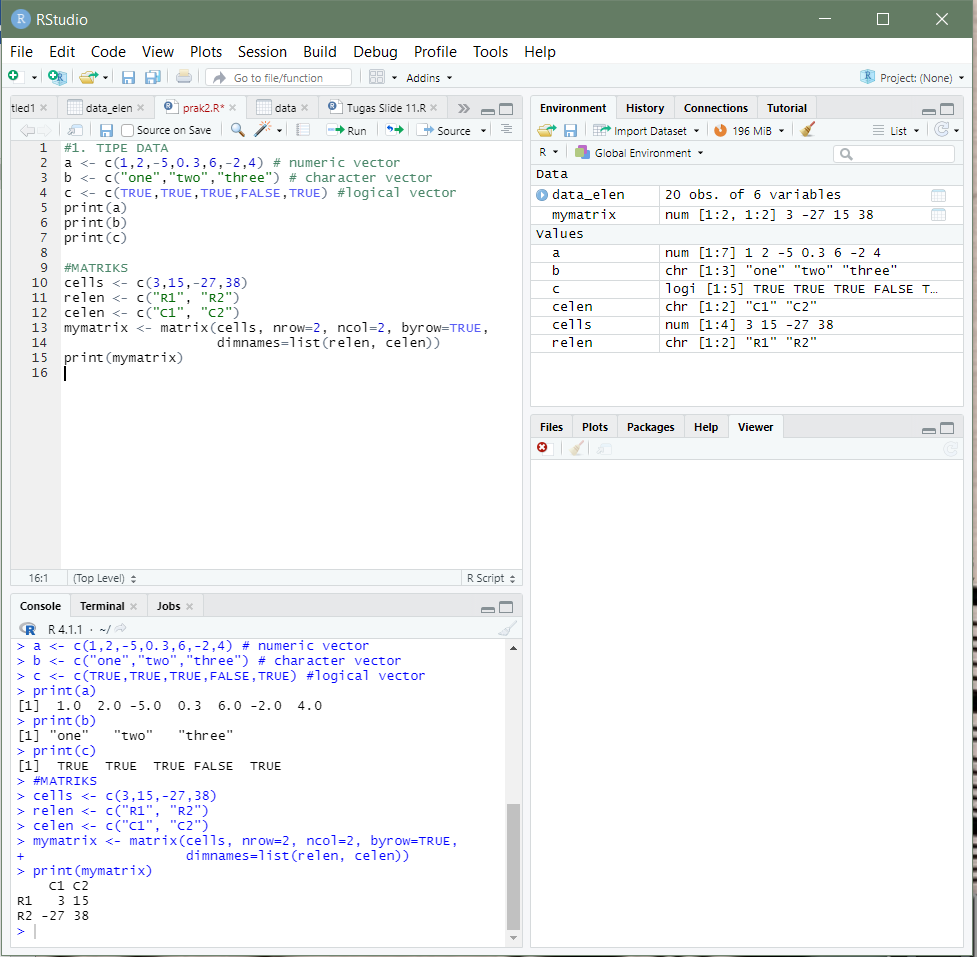 RStudio
File Edit Code View Plots Session Build Debug Profile Tools Help
Go to file/function Addins Project: (None)
tled1 data_elen prak2.R* data Tugas Slide 11.R
Source on Save Run Source
1 #1. TIPE DATA
2 a <- c(1,2,-5,0.3,6,-2,4) # numeric vector
3 b <- c("one","two","three") # character vector
4 c <- c(TRUE,TRUE,TRUE,FALSE,TRUE) #logical vector
5 print(a)
6 print(b)
7 print(c)
8
9 #MATRIKS
10 cells <- c(3,15,-27,38)
11 relen <- c("R1", "R2")
12 celen <- c("C1", "C2")
13 mymatrix <- matrix(cells, nrow=2, ncol=2, byrow=TRUE,
14                    dimnames=list(relen, celen))
15 print(mymatrix)
16
16:1 (Top Level) R Script
Console Terminal Jobs
R 4.1.1 · ~/
> a <- c(1,2,-5,0.3,6,-2,4) # numeric vector
> b <- c("one","two","three") # character vector
> c <- c(TRUE,TRUE,TRUE,FALSE,TRUE) #logical vector
> print(a)
[1]  1.0  2.0 -5.0  0.3  6.0 -2.0  4.0
> print(b)
[1] "one"   "two"   "three"
> print(c)
[1]  TRUE  TRUE  TRUE FALSE  TRUE
> #MATRIKS
> cells <- c(3,15,-27,38)
> relen <- c("R1", "R2")
> celen <- c("C1", "C2")
> mymatrix <- matrix(cells, nrow=2, ncol=2, byrow=TRUE,
+                    dimnames=list(relen, celen))
> print(mymatrix)
    C1 C2
R1   3 15
R2 -27 38
>
Environment History Connections Tutorial
Import Dataset 196 MiB List
R Global Environment
Data
data_elen 20 obs. of 6 variables
mymatrix num [1:2, 1:2] 3 -27 15 38
Values
a num [1:7] 1 2 -5 0.3 6 -2 4
b chr [1:3] "one" "two" "three"
c logi [1:5] TRUE TRUE TRUE FALSE T…
celen chr [1:2] "C1" "C2"
cells num [1:4] 3 15 -27 38
relen chr [1:2] "R1" "R2"
Files Plots Packages Help Viewer